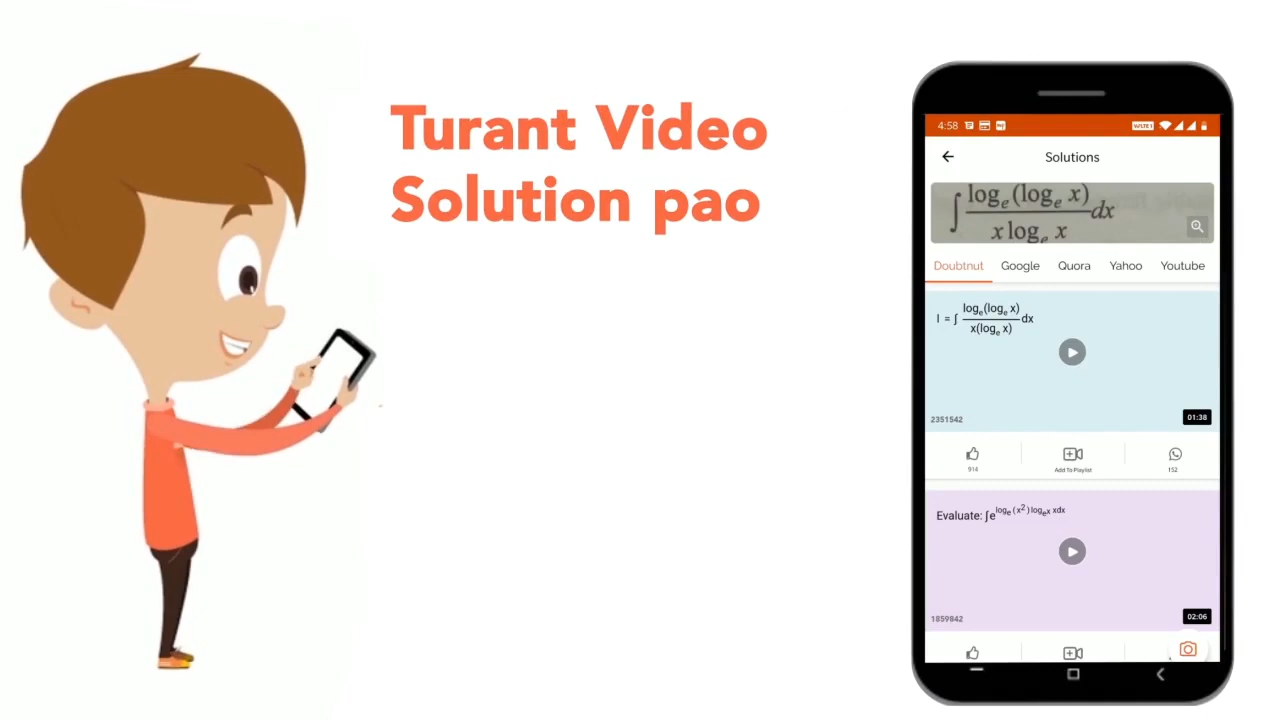 Turant Video
Solution pao
4:58
Solutions
∫ logₑ(logₑ x) / x logₑ x dx
Doubtnut Google Quora Yahoo Youtube
I = ∫ logₑ(logₑ x) / x(logₑ x) dx
2351542 01:38
914 Add To Playlist 152
Evaluate: ∫e^logₑ(x²)logₑx xdx
1859842 02:06